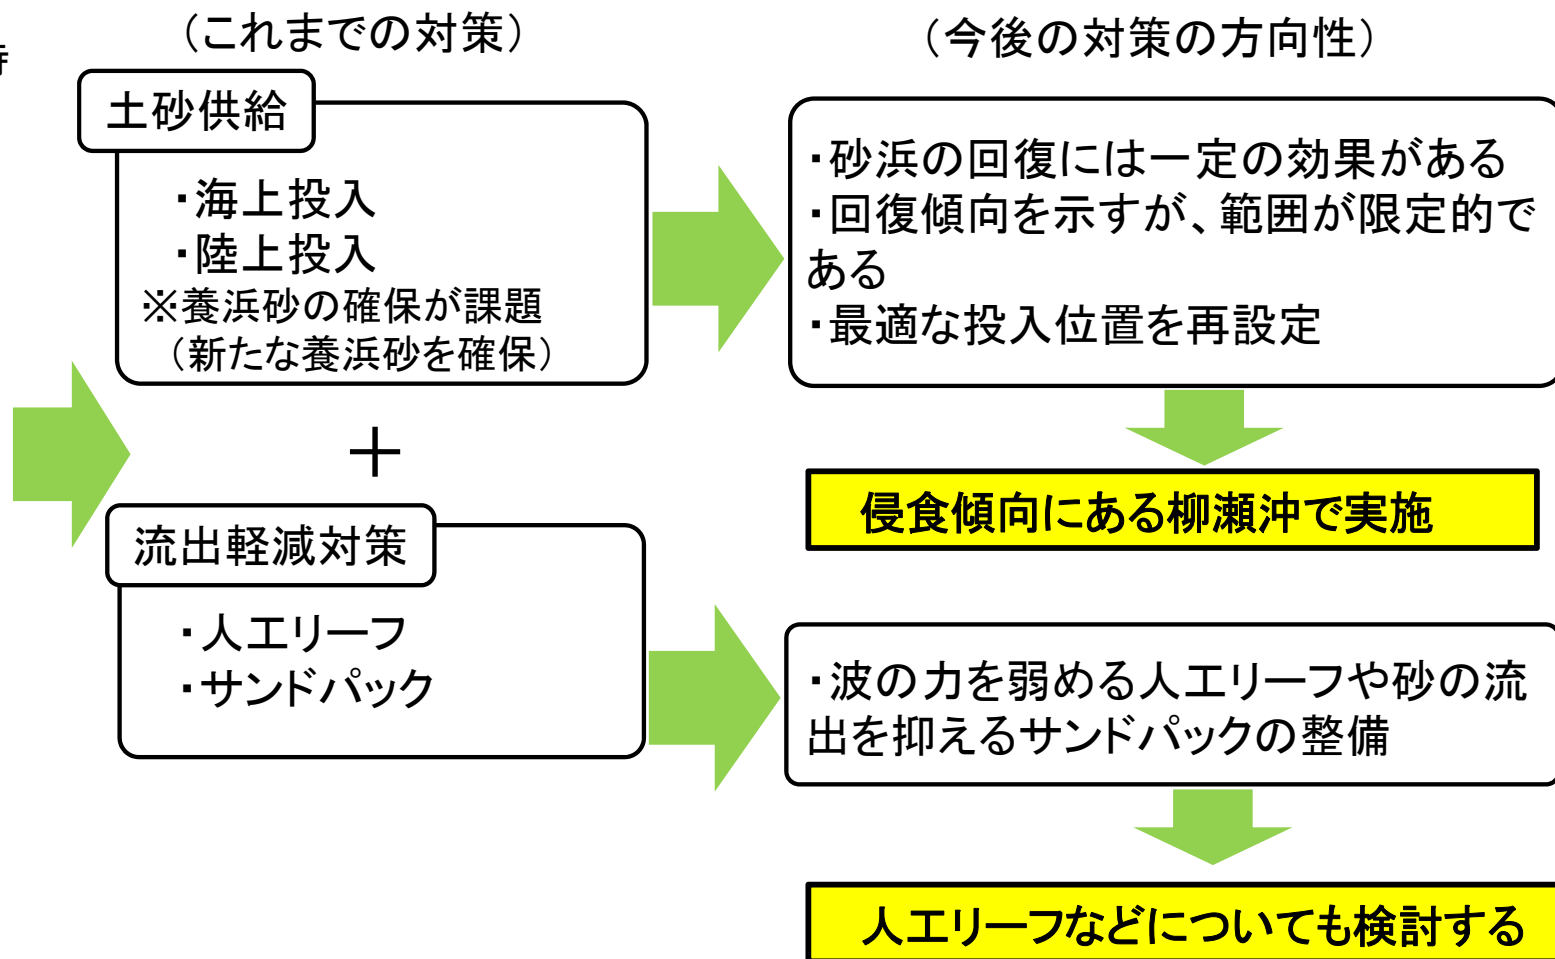 （これまでの対策）
土砂供給
・海上投入
・陸上投入
※養浜砂の確保が課題
（新たな養浜砂を確保）
＋
流出軽減対策
・人工リーフ
・サンドパック
（今後の対策の方向性）
・砂浜の回復には一定の効果がある
・回復傾向を示すが、範囲が限定的で
ある
・最適な投入位置を再設定
侵食傾向にある柳瀬沖で実施
・波の力を弱める人工リーフや砂の流
出を抑えるサンドパックの整備
人工リーフなどについても検討する